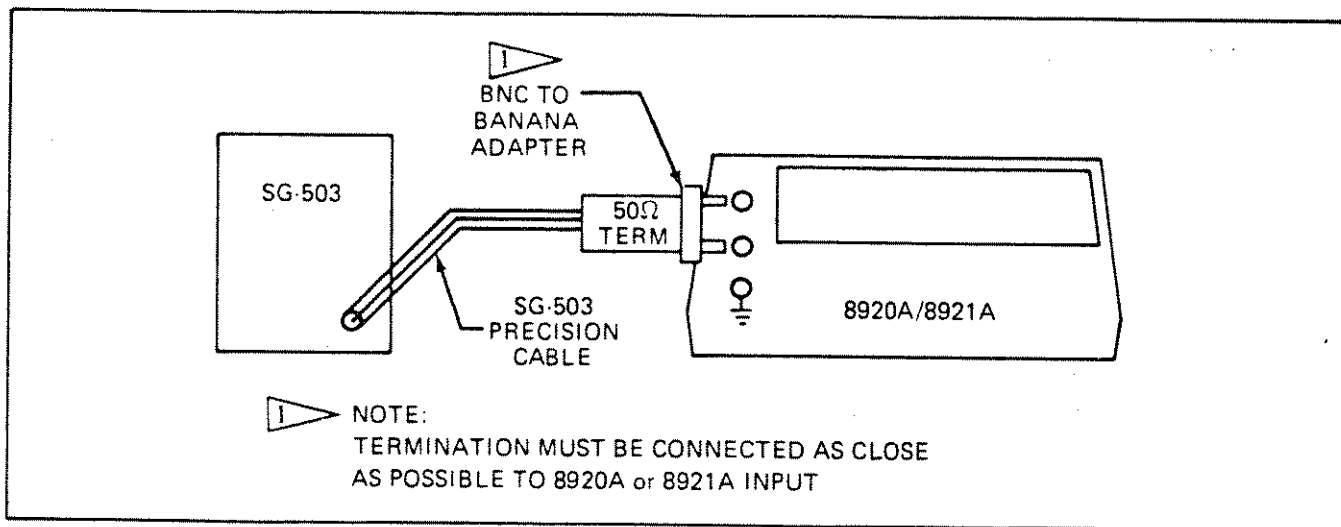 1
BNC TO
BANANA
ADAPTER
SG-503
50Ω
TERM
SG-503
PRECISION
CABLE
8920A/8921A
1 NOTE:
TERMINATION MUST BE CONNECTED AS CLOSE
AS POSSIBLE TO 8920A or 8921A INPUT